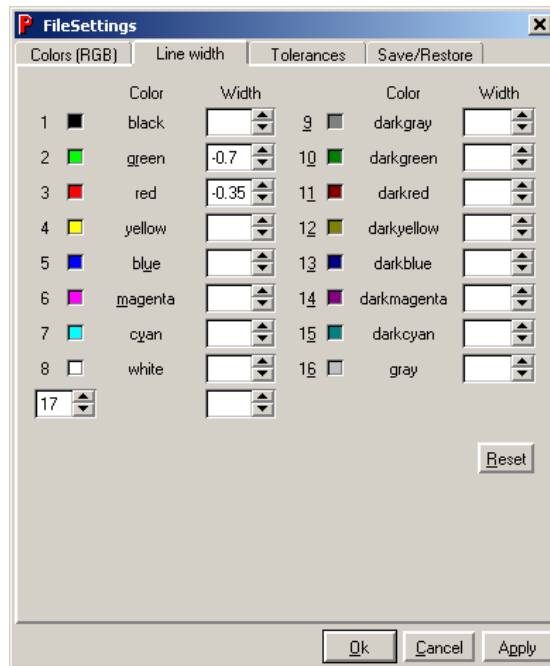 FileSettings
Colors (RGB) Line width Tolerances Save/Restore
Color Width Color Width
1 black 9 darkgray
2 green -0.7 10 darkgreen
3 red -0.35 11 darkred
4 yellow 12 darkyellow
5 blue 13 darkblue
6 magenta 14 darkmagenta
7 cyan 15 darkcyan
8 white 16 gray
17
Reset
Ok Cancel Apply